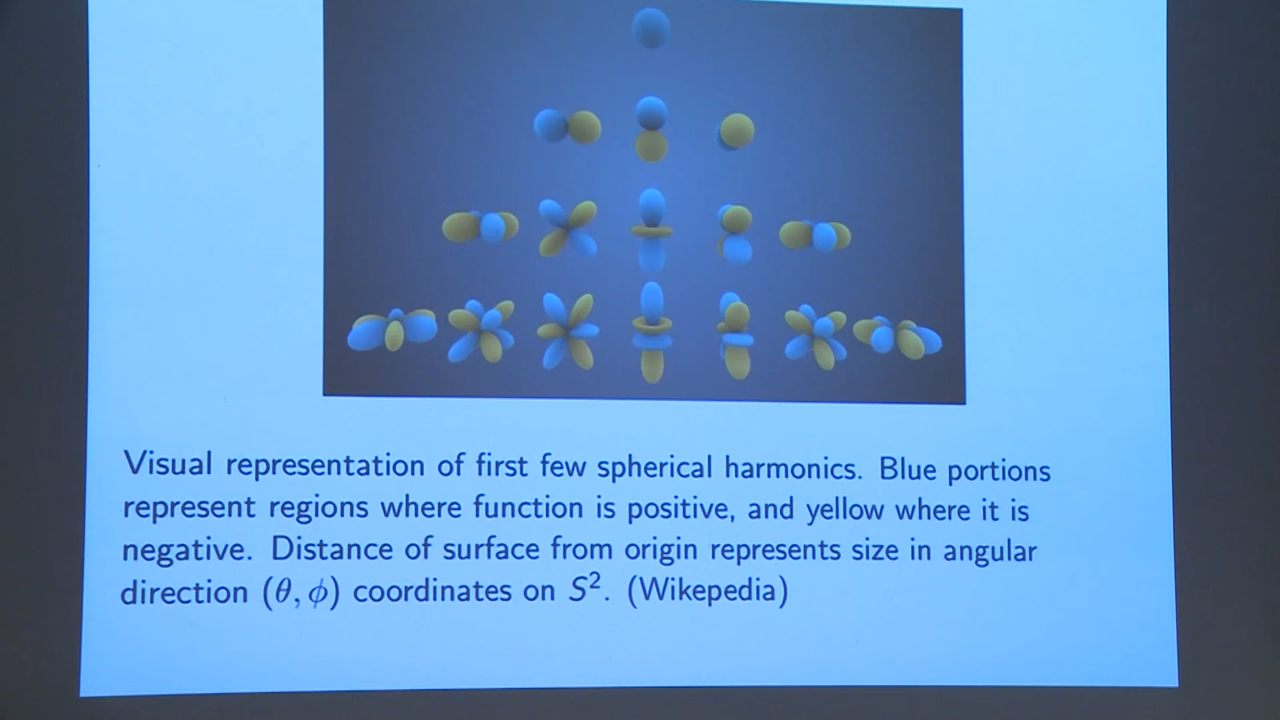 Visual representation of first few spherical harmonics. Blue portions
represent regions where function is positive, and yellow where it is
negative. Distance of surface from origin represents size in angular
direction (θ, ϕ) coordinates on S². (Wikepedia)